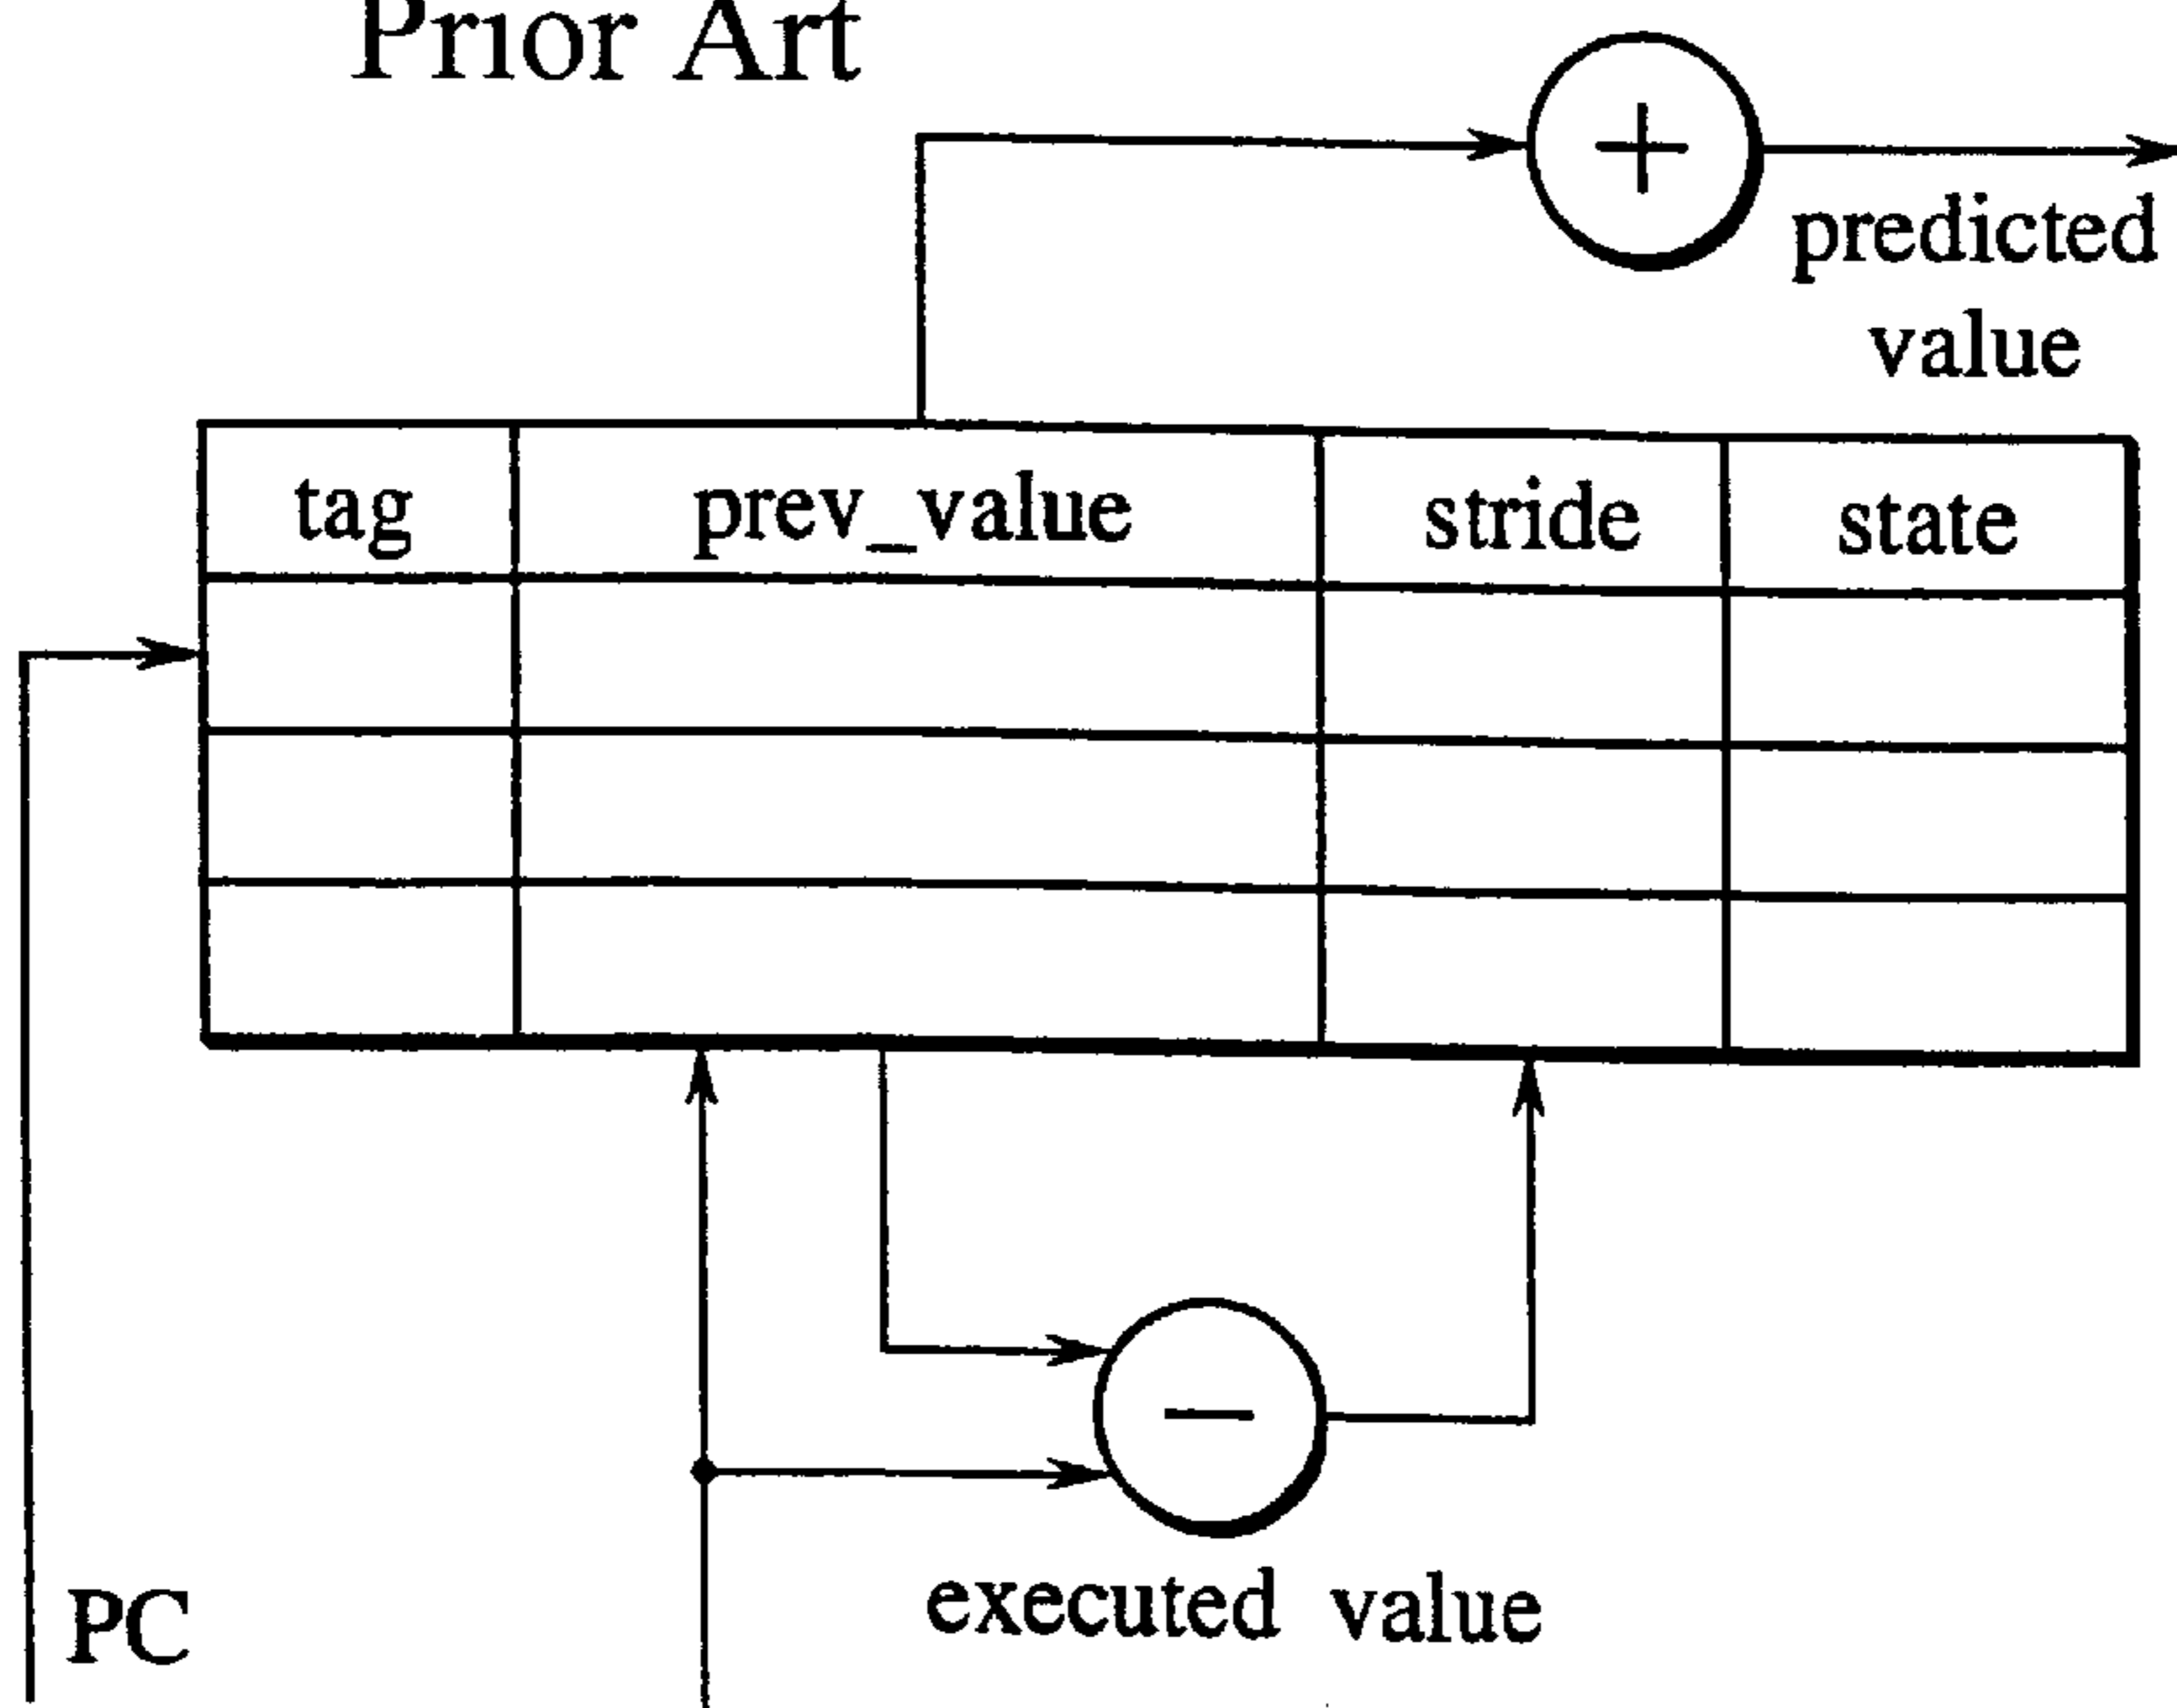 Prior Art
+
predicted
value
tag prev_value stride state
−
executed value
PC